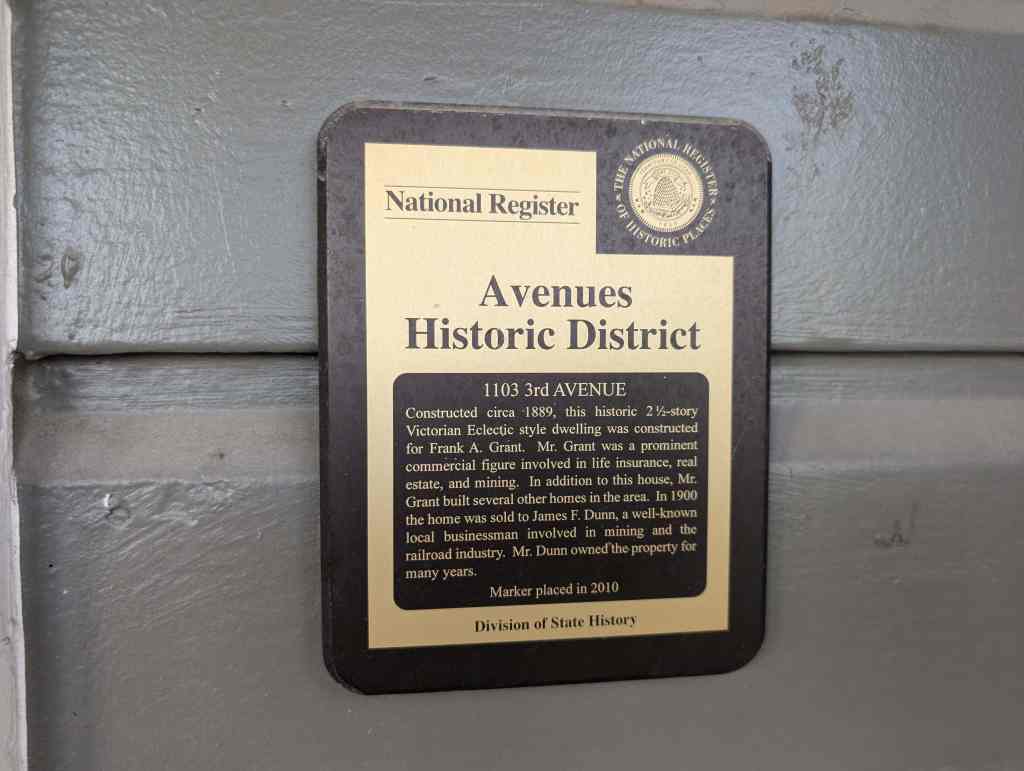 National Register
THE NATIONAL REGISTER
OF HISTORIC PLACES
Avenues
Historic District
1103 3rd AVENUE
Constructed circa 1889, this historic 2 ½-story
Victorian Eclectic style dwelling was constructed
for Frank A. Grant. Mr. Grant was a prominent
commercial figure involved in life insurance, real
estate, and mining. In addition to this house, Mr.
Grant built several other homes in the area. In 1900
the home was sold to James F. Dunn, a well-known
local businessman involved in mining and the
railroad industry. Mr. Dunn owned the property for
many years.
Marker placed in 2010
Division of State History